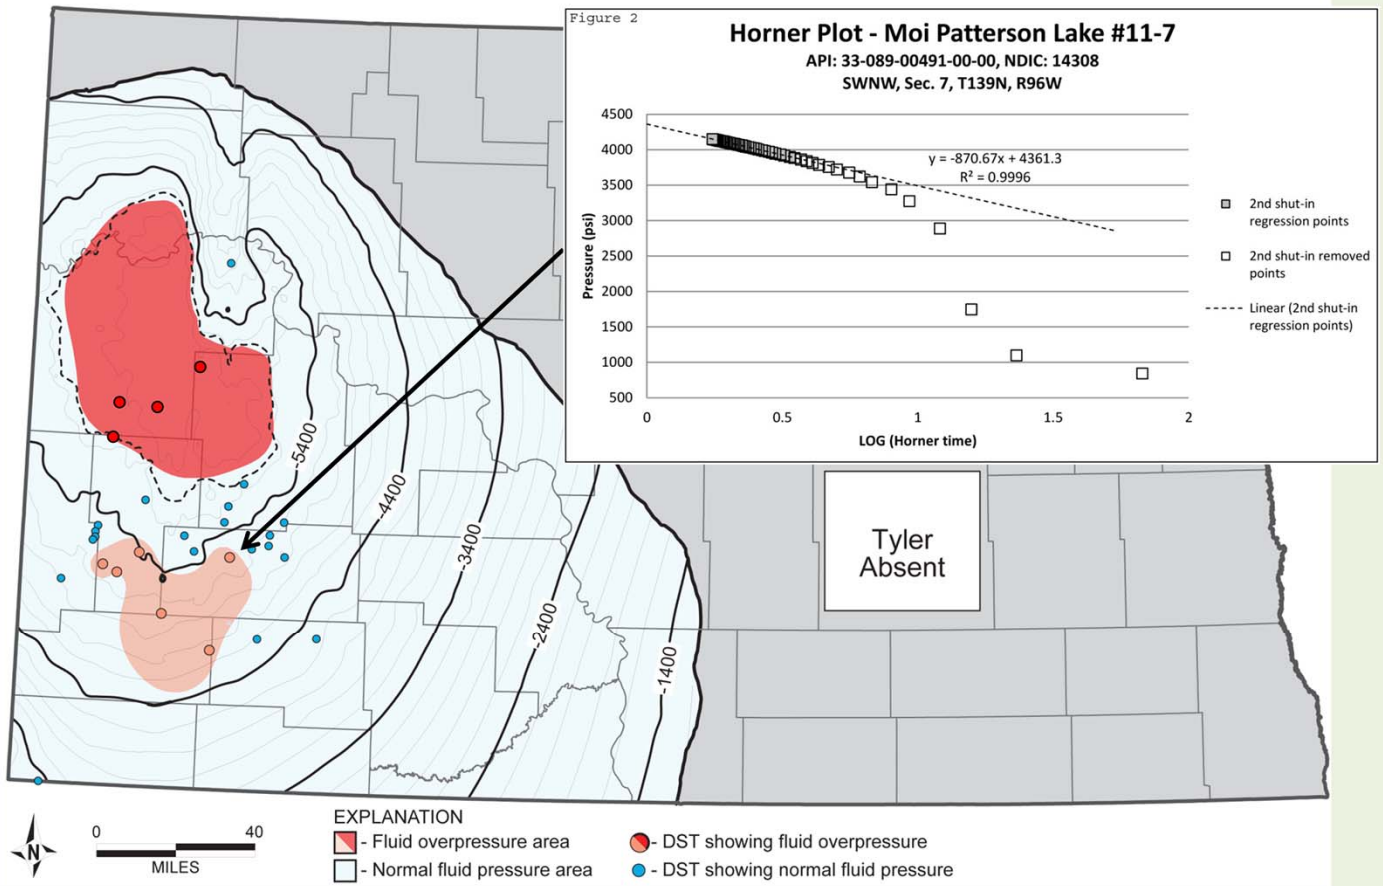 Figure 2
Horner Plot - Moi Patterson Lake #11-7
API: 33-089-00491-00-00, NDIC: 14308
SWNW, Sec. 7, T139N, R96W
4500
4000
3500
3000
2500
2000
1500
1000
500
Pressure (psi)
y = -870.67x + 4361.3
R² = 0.9996
0
0.5
1
1.5
2
LOG (Horner time)
2nd shut-in
regression points
2nd shut-in removed
points
Linear (2nd shut-in
regression points)
-5400
-4400
-3400
-2400
-1400
Tyler
Absent
N
0
40
MILES
EXPLANATION
- Fluid overpressure area
- Normal fluid pressure area
- DST showing fluid overpressure
- DST showing normal fluid pressure